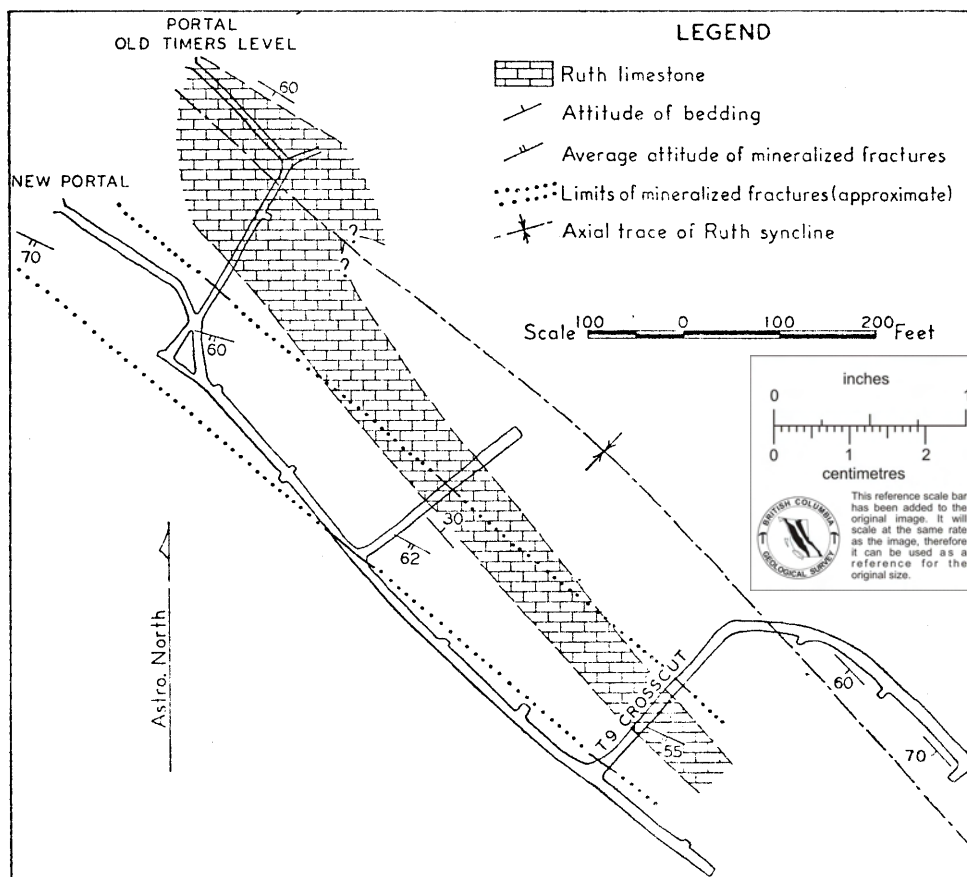 PORTAL
OLD TIMERS LEVEL
LEGEND
Ruth limestone
Attitude of bedding
Average attitude of mineralized fractures
Limits of mineralized fractures (approximate)
Axial trace of Ruth syncline
Scale 100 0 100 200 Feet
60
NEW PORTAL
70
?
?
60
30
62
Astro. North
T9 CROSSCUT
55
60
70
inches
0 1
0 1 2
centimetres
BRITISH COLUMBIA
GEOLOGICAL SURVEY
This reference scale bar
has been added to the
original image. It will
scale at the same rate
as the image, therefore
it can be used as a
reference for the
original size.